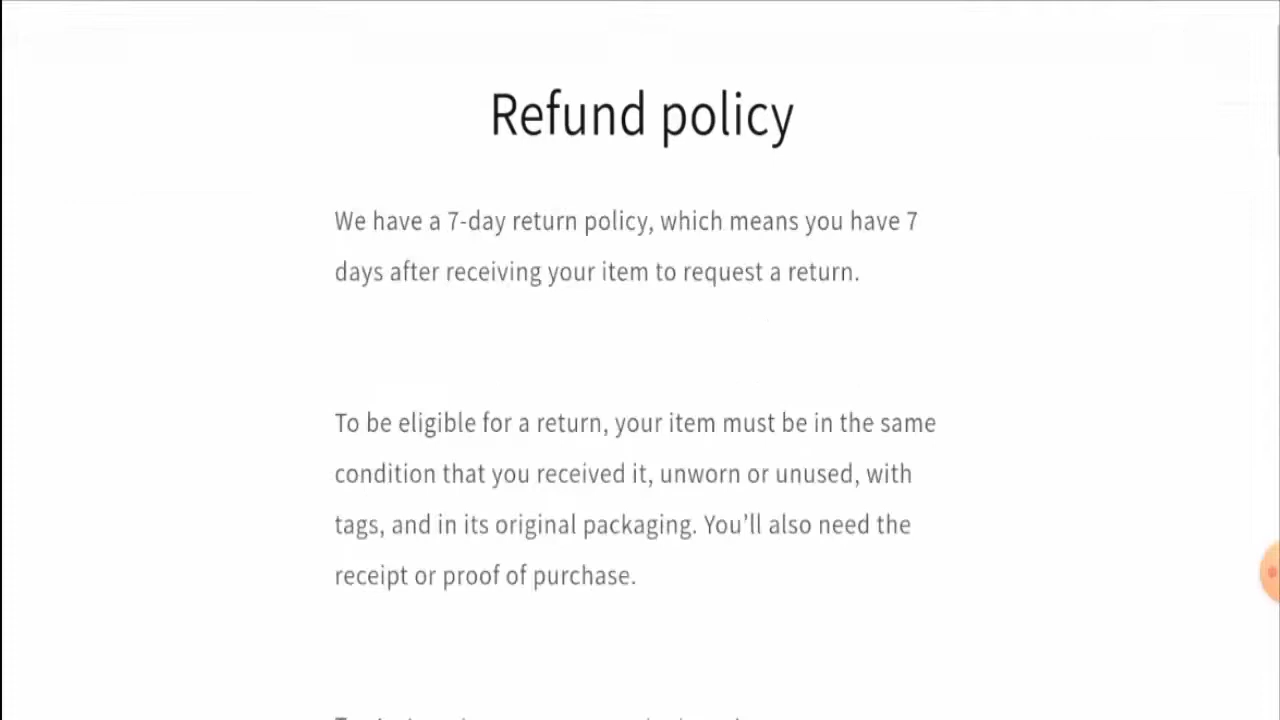 Refund policy
We have a 7-day return policy, which means you have 7
days after receiving your item to request a return.
To be eligible for a return, your item must be in the same
condition that you received it, unworn or unused, with
tags, and in its original packaging. You’ll also need the
receipt or proof of purchase.